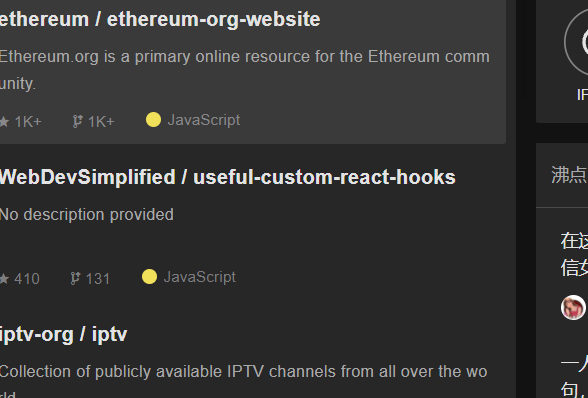 ethereum / ethereum-org-website
Ethereum.org is a primary online resource for the Ethereum comm
unity.
1K+ 1K+ JavaScript
WebDevSimplified / useful-custom-react-hooks
No description provided
410 131 JavaScript
iptv-org / iptv
Collection of publicly available IPTV channels from all over the wo
rld.
IF
沸点
在这
信女
一人
句,